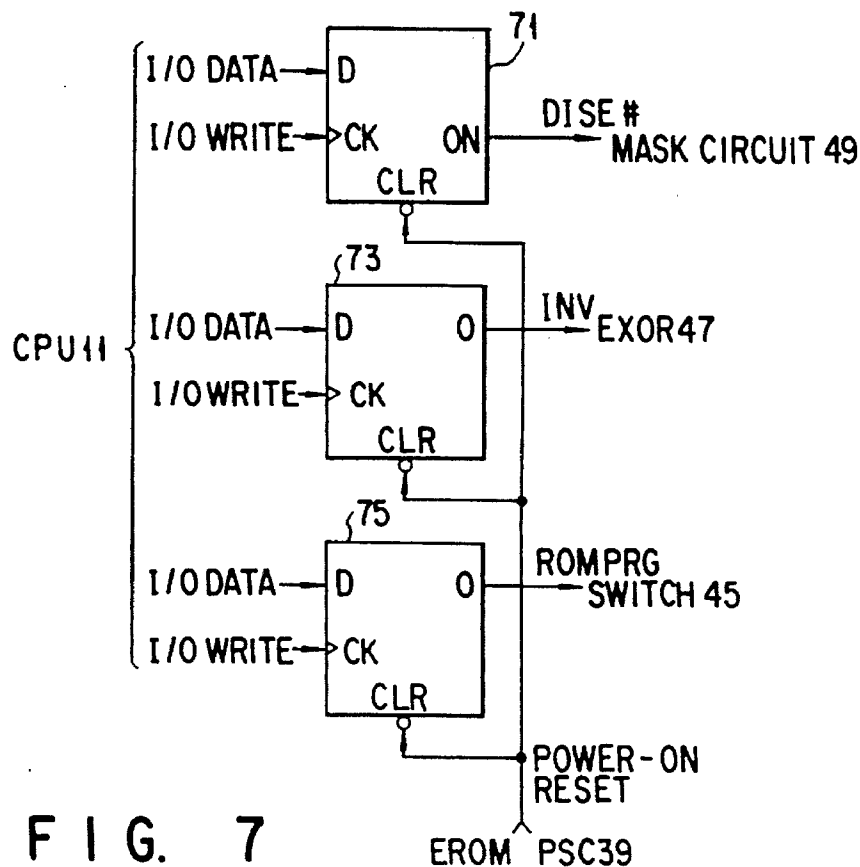 71
I/O DATA
D
I/O WRITE
CK
ON
DISE #
MASK CIRCUIT 49
CLR
73
I/O DATA
D
O
INV
EXOR47
CPU11
I/O WRITE
CK
CLR
75
I/O DATA
D
O
ROMPRG
SWITCH 45
I/O WRITE
CK
CLR
POWER-ON
RESET
FIG. 7
EROM PSC39